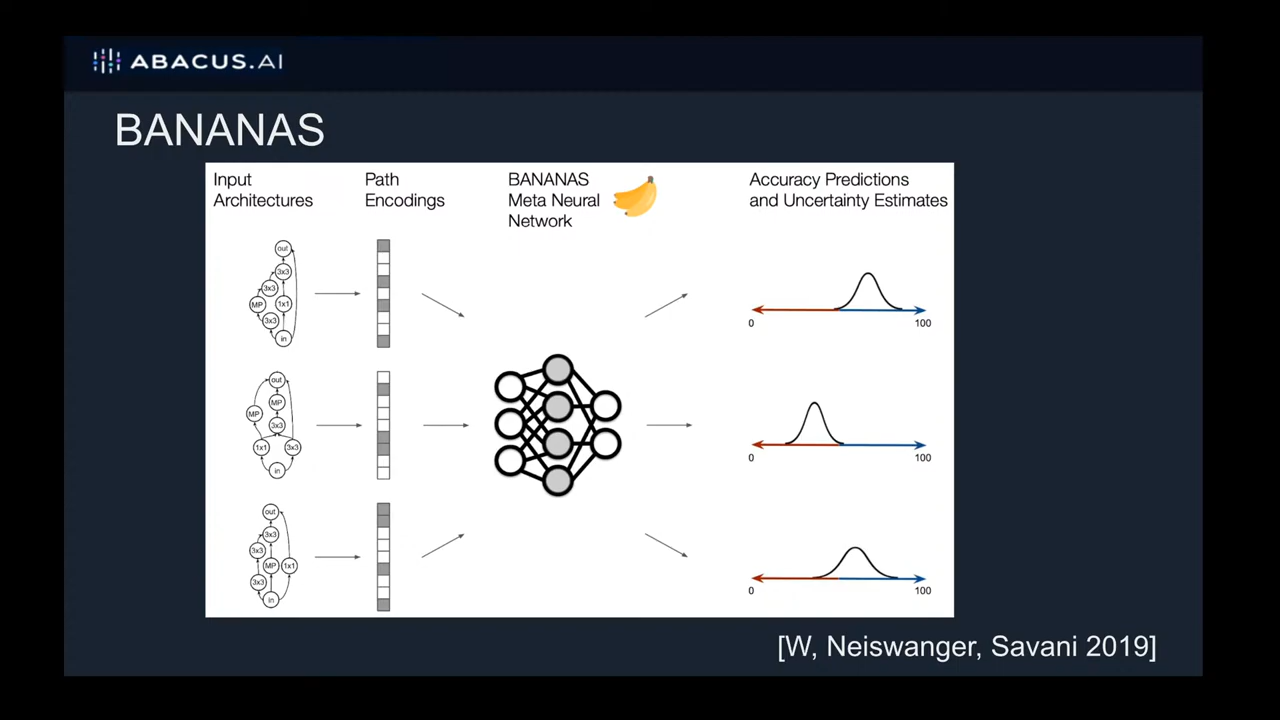 ABACUS.AI
BANANAS
Input
Architectures
Path
Encodings
BANANAS
Meta Neural
Network
Accuracy Predictions
and Uncertainty Estimates
out
3x3
3x3
MP
1x1
3x3
in
0
100
out
MP
MP
3x3
1x1
3x3
in
0
100
out
3x3
3x3
MP
1x1
3x3
in
0
100
[W, Neiswanger, Savani 2019]